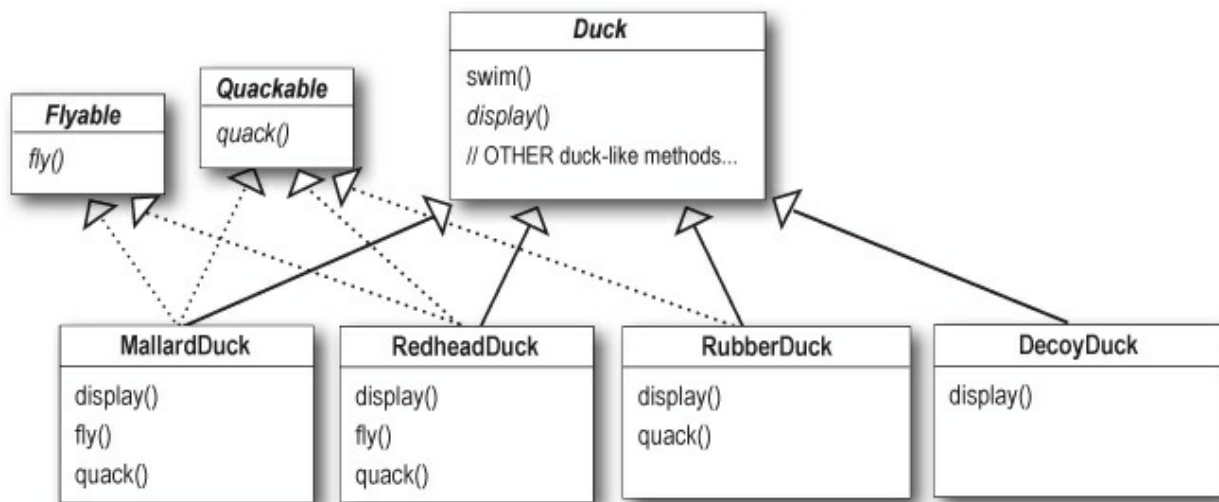 Duck
swim()
display()
// OTHER duck-like methods...
Quackable
quack()
Flyable
fly()
MallardDuck
display()
fly()
quack()
RedheadDuck
display()
fly()
quack()
RubberDuck
display()
quack()
DecoyDuck
display()